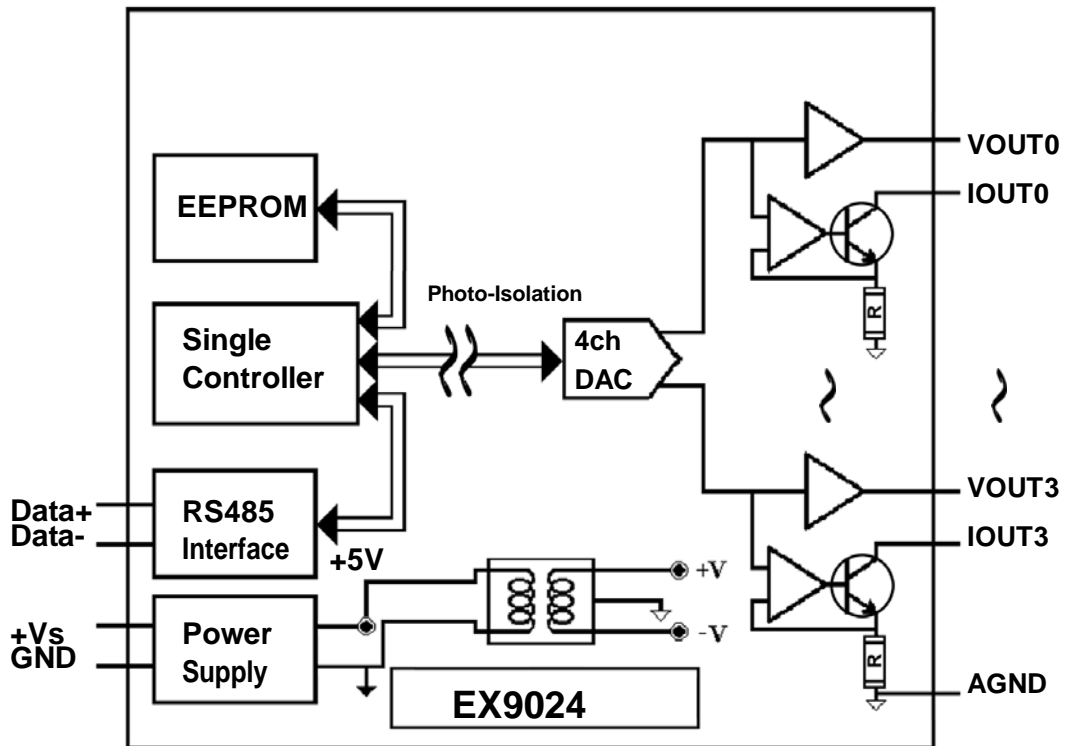 VOUT0
IOUT0
EEPROM
R
Photo-Isolation
Single
Controller
4ch
DAC
VOUT3
Data+
Data-
RS485
Interface
+5V
IOUT3
+V
-V
+Vs
GND
Power
Supply
R
AGND
EX9024